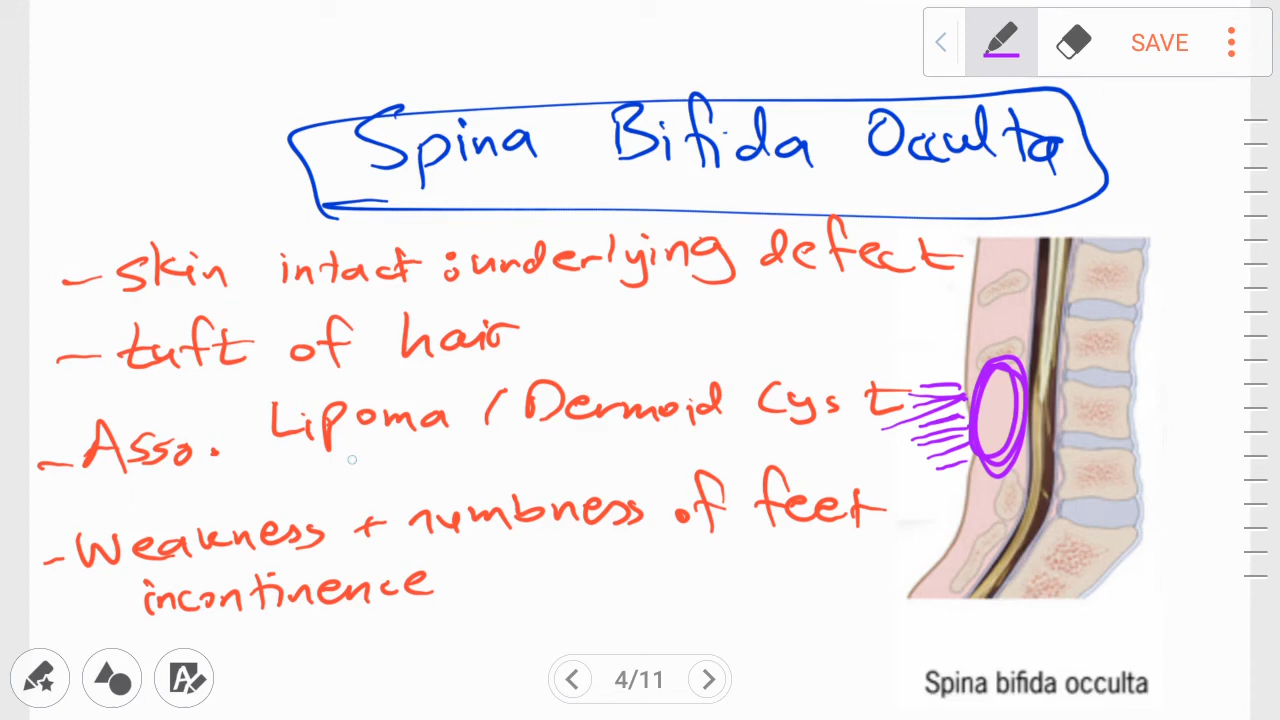 SAVE
Spina Bifida Occulta
- Skin intact : underlying defect
- tuft of hair
- Asso. Lipoma / Dermoid Cyst
- Weakness + numbness of feet
incontinence
4/11
Spina bifida occulta